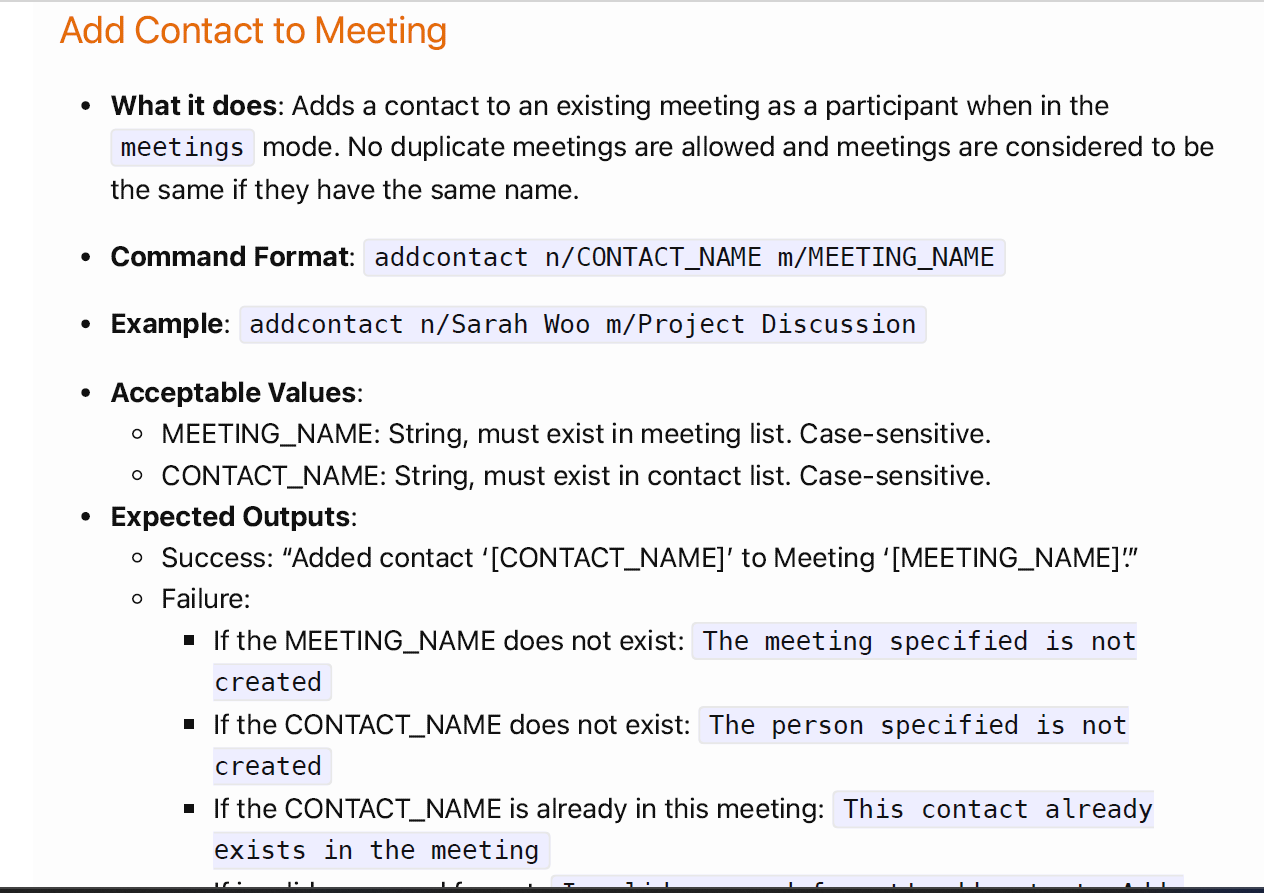 Add Contact to Meeting
• What it does: Adds a contact to an existing meeting as a participant when in the
meetings mode. No duplicate meetings are allowed and meetings are considered to be
the same if they have the same name.
• Command Format: addcontact n/CONTACT_NAME m/MEETING_NAME
• Example: addcontact n/Sarah Woo m/Project Discussion
• Acceptable Values:
◦ MEETING_NAME: String, must exist in meeting list. Case-sensitive.
◦ CONTACT_NAME: String, must exist in contact list. Case-sensitive.
• Expected Outputs:
◦ Success: “Added contact ‘[CONTACT_NAME]’ to Meeting ‘[MEETING_NAME]’.”
◦ Failure:
▪ If the MEETING_NAME does not exist: The meeting specified is not
created
▪ If the CONTACT_NAME does not exist: The person specified is not
created
▪ If the CONTACT_NAME is already in this meeting: This contact already
exists in the meeting